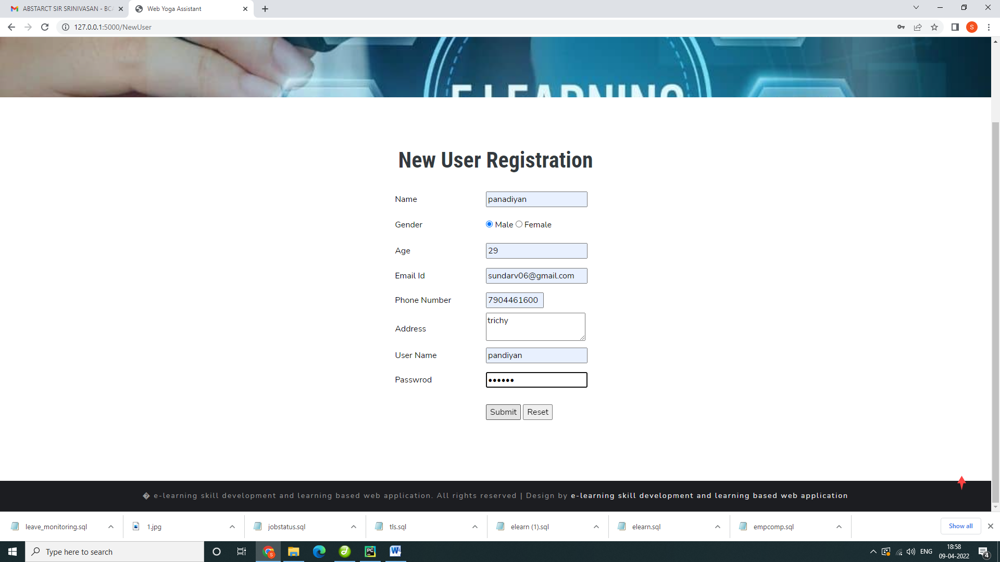 ABSTARCT SIR SRINIVASAN - BCA
Web Yoga Assistant
127.0.0.1:5000/NewUser
S
E LEARNING
New User Registration
Name panadiyan
Gender Male Female
Age 29
Email Id sundarv06@gmail.com
Phone Number 7904461600
Address trichy
User Name pandiyan
Passwrod ••••••
Submit Reset
� e-learning skill development and learning based web application. All rights reserved | Design by e-learning skill development and learning based web application
leave_monitoring.sql 1.jpg jobstatus.sql tls.sql elearn (1).sql elearn.sql empcomp.sql Show all
Type here to search
ENG
18:58
09-04-2022
4